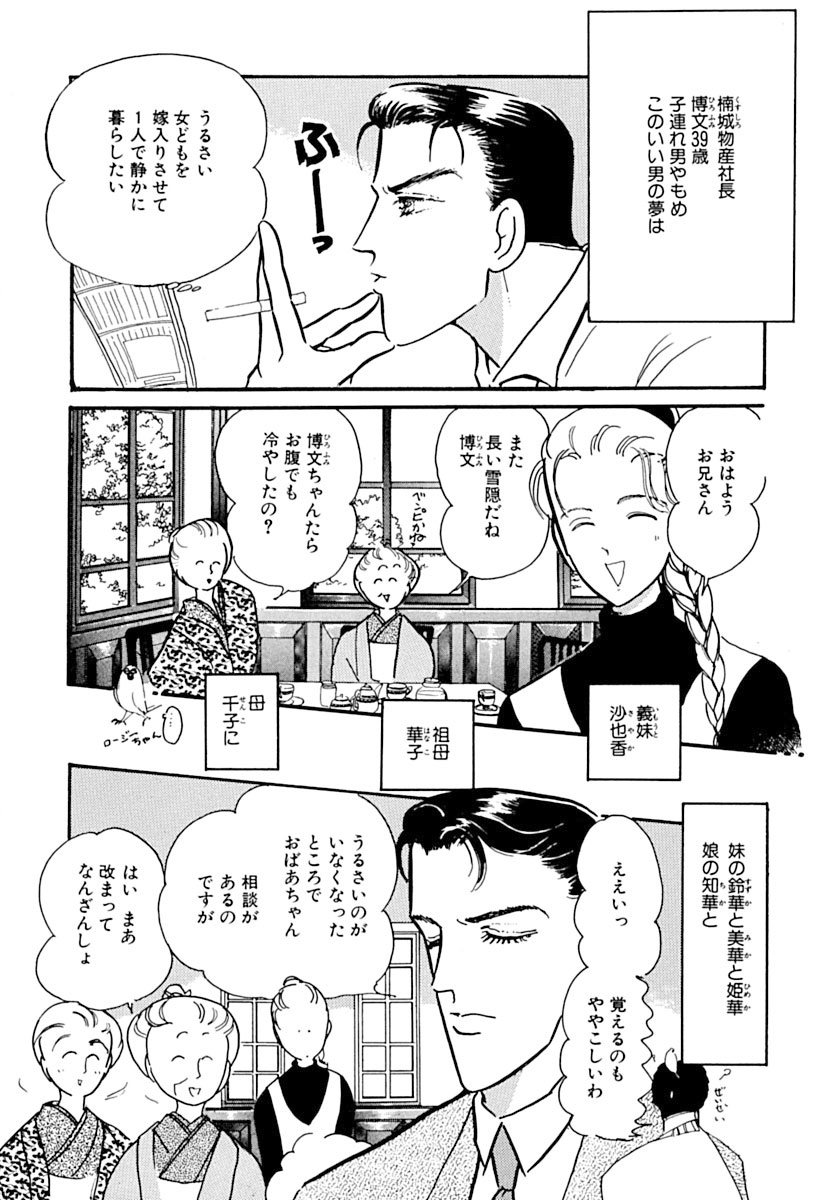 楠城物産社長
博文39歳
子連れ男やもめ
このいい男の夢は
ふーっ
うるさい
女どもを
嫁入りさせて
1人で静かに
暮らしたい
おはよう
お兄さん
また
長い雪隠だね
博文
ベンピかね
博文ちゃんたら
お腹でも
冷やしたの?
義妹
沙也香
祖母
華子
母
千子に
ロージーちゃん
妹の鈴華と美華と姫華
娘の知華と
ええいっ
覚えるのも
ややこしいわ
ぜいぜい
うるさいのが
いなくなった
ところで
おばあちゃん
相談が
あるの
ですが
はい まあ
改まって
なんざんしょ